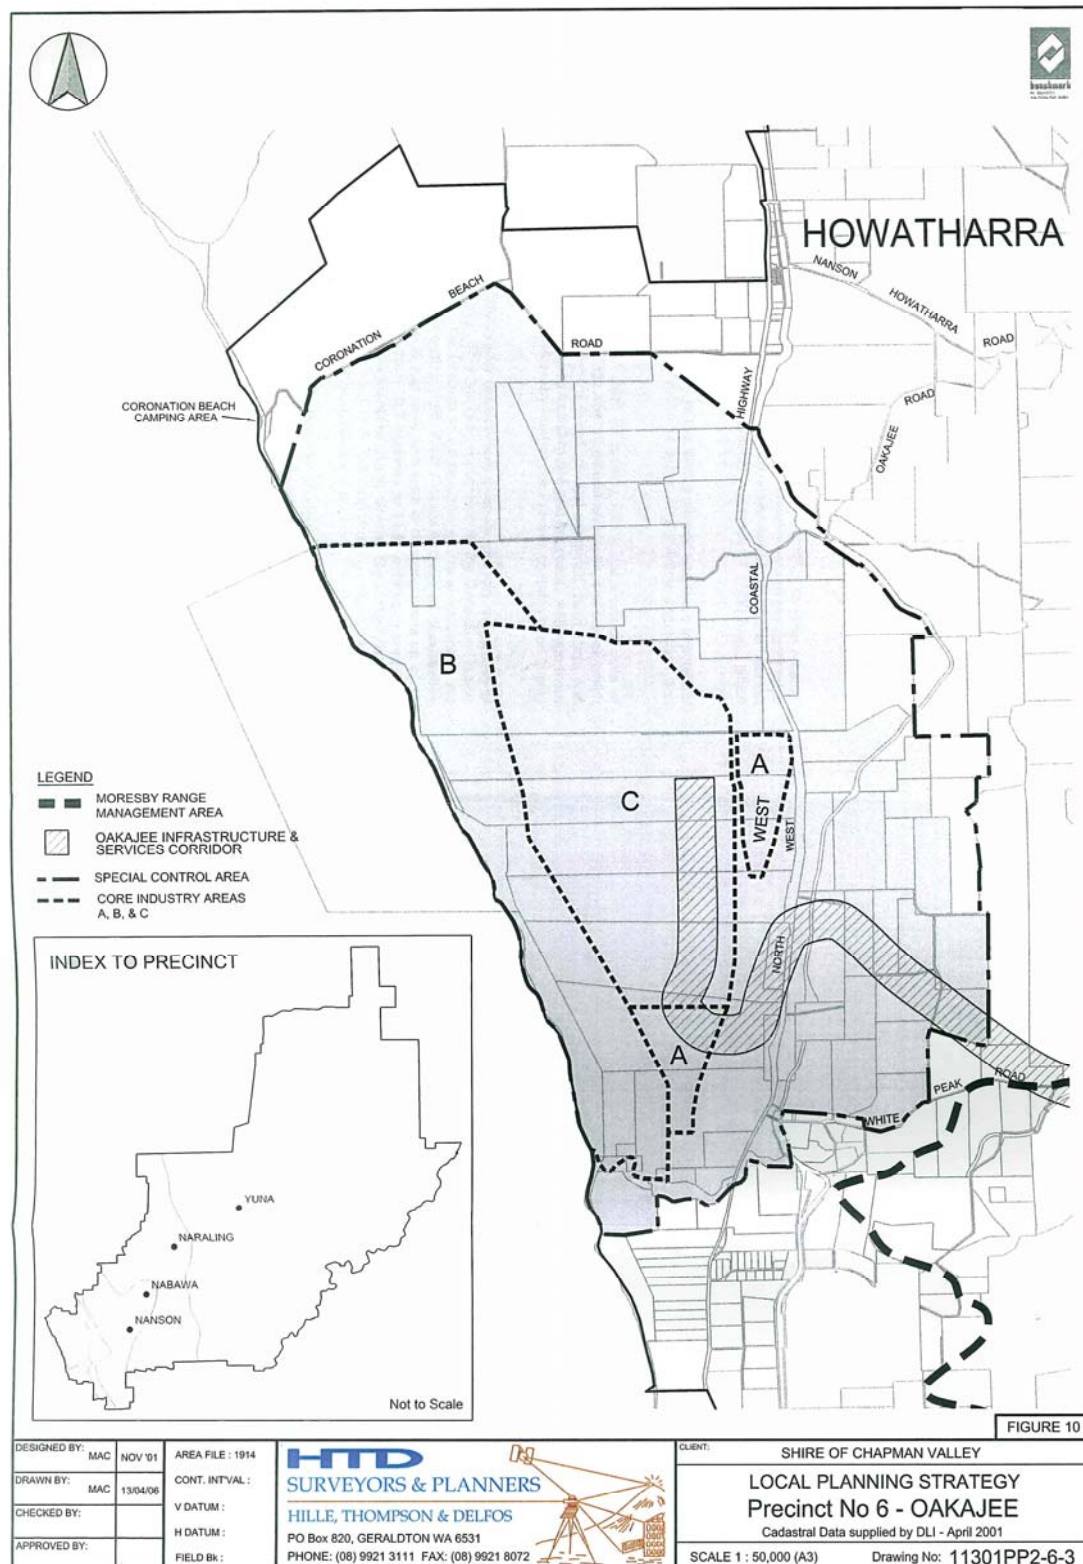 benchmark
HOWATHARRA
NANSON
HOWATHARRA
ROAD
BEACH
CORONATION
ROAD
HIGHWAY
ROAD
OAKAJEE
CORONATION BEACH
CAMPING AREA
COASTAL
B
A
WEST
C
WEST
NORTH
A
ROAD
PEAK
WHITE
LEGEND
MORESBY RANGE
MANAGEMENT AREA
OAKAJEE INFRASTRUCTURE &
SERVICES CORRIDOR
SPECIAL CONTROL AREA
CORE INDUSTRY AREAS
A, B, & C
INDEX TO PRECINCT
YUNA
NARALING
NABAWA
NANSON
Not to Scale
FIGURE 10
DESIGNED BY: MAC NOV '01
DRAWN BY: MAC 13/04/06
CHECKED BY:
APPROVED BY:
AREA FILE : 1914
CONT. INT'VAL :
V DATUM :
H DATUM :
FIELD Bk :
HTD
SURVEYORS & PLANNERS
HILLE, THOMPSON & DELFOS
PO Box 820, GERALDTON WA 6531
PHONE: (08) 9921 3111 FAX: (08) 9921 8072
CLIENT: SHIRE OF CHAPMAN VALLEY
LOCAL PLANNING STRATEGY
Precinct No 6 - OAKAJEE
Cadastral Data supplied by DLI - April 2001
SCALE 1 : 50,000 (A3) Drawing No: 11301PP2-6-3